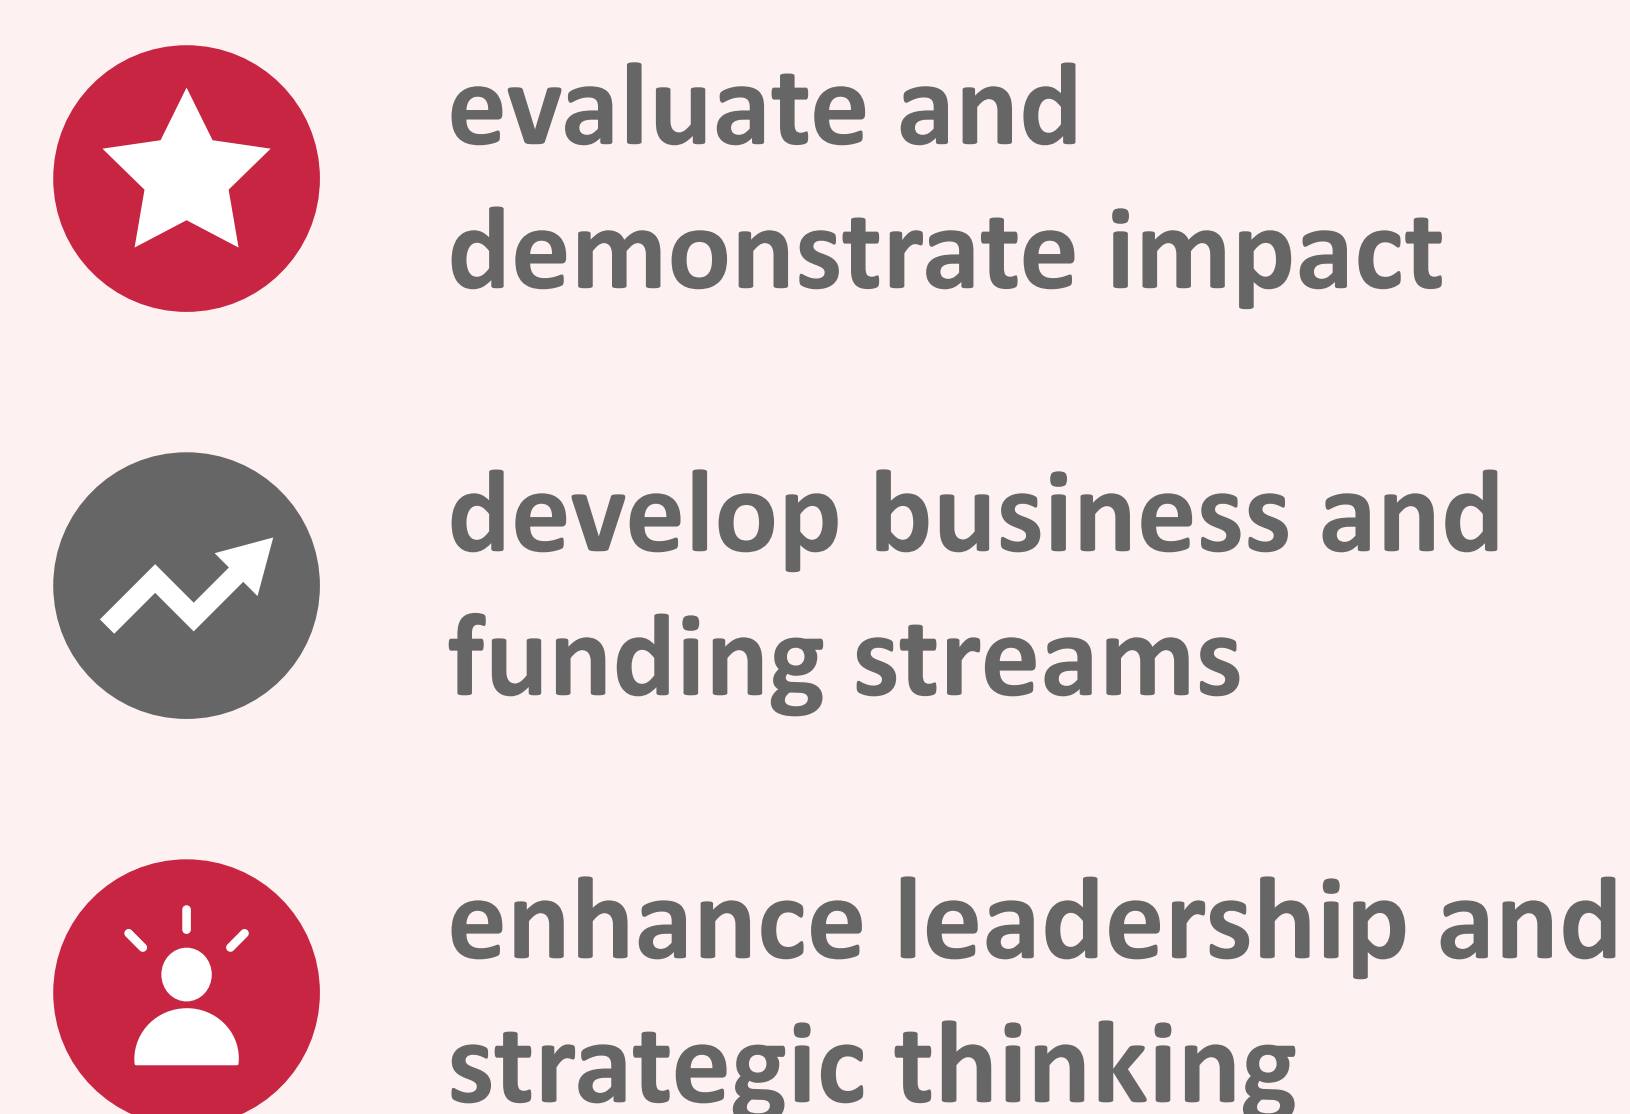 evaluate and
demonstrate impact
develop business and
funding streams
enhance leadership and
strategic thinking